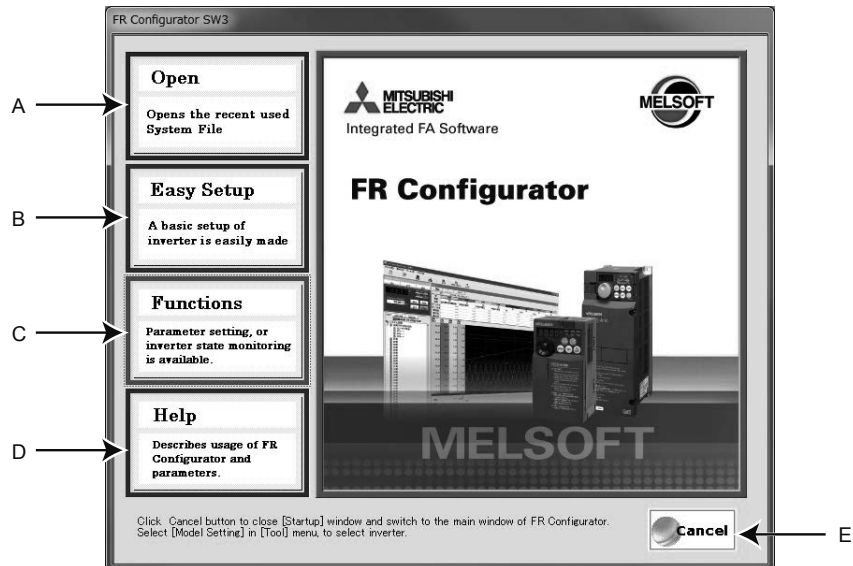 FR Configurator SW3
A
Open
Opens the recent used
System File
B
Easy Setup
A basic setup of
inverter is easily made
C
Functions
Parameter setting, or
inverter state monitoring
is available.
D
Help
Describes usage of FR
Configurator and
parameters.
MITSUBISHI
ELECTRIC
Integrated FA Software
MELSOFT
FR Configurator
MELSOFT
Click Cancel button to close [Startup] window and switch to the main window of FR Configurator.
Select [Model Setting] in [Tool] menu, to select inverter.
Cancel
E